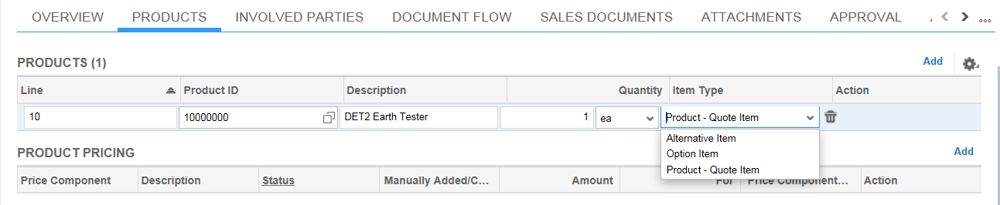 OVERVIEW PRODUCTS INVOLVED PARTIES DOCUMENT FLOW SALES DOCUMENTS ATTACHMENTS APPROVAL
PRODUCTS (1) Add
Line Product ID Description Quantity Item Type Action
10 10000000 DET2 Earth Tester 1 ea Product - Quote Item
Alternative Item
Option Item
Product - Quote Item
PRODUCT PRICING Add
Price Component Description Status Manually Added/C... Amount For Price Component... Action